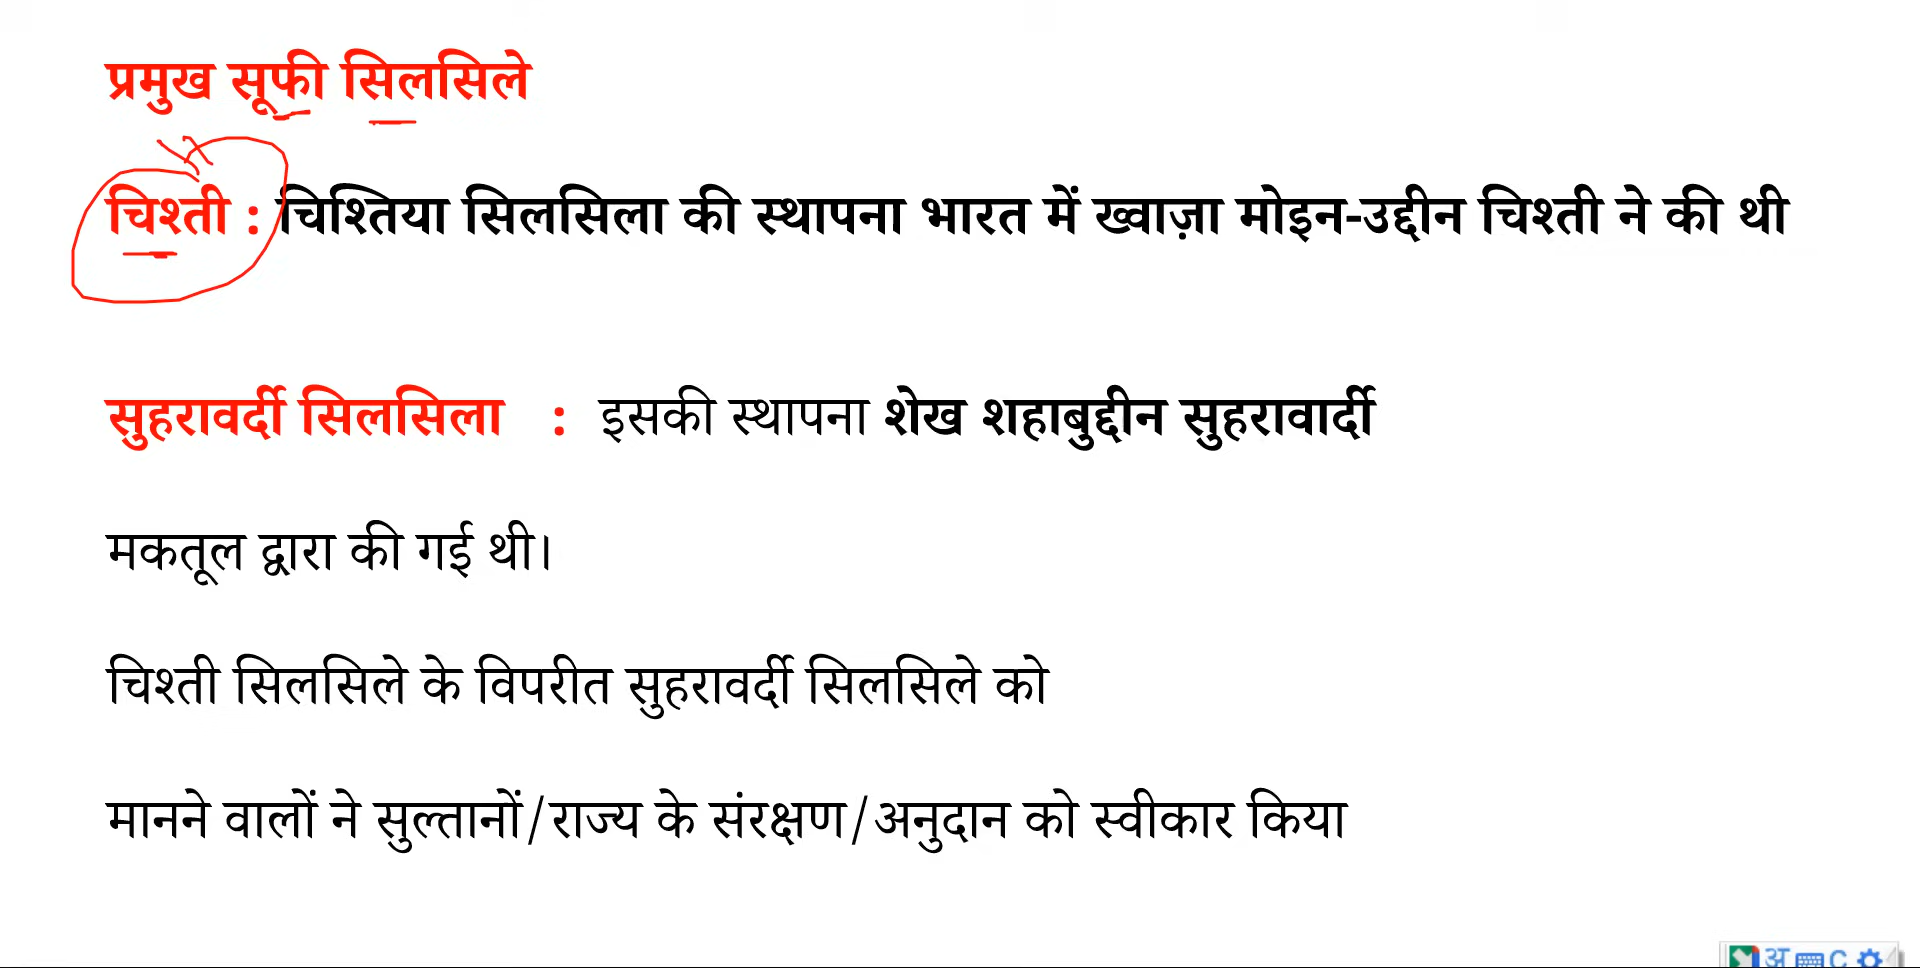 प्रमुख सूफी सिलसिले
चिश्ती : चिश्तिया सिलसिला की स्थापना भारत में ख्वाज़ा मोइन-उद्दीन चिश्ती ने की थी
सुहरावर्दी सिलसिला : इसकी स्थापना शेख शहाबुद्दीन सुहरावार्दी
मकतूल द्वारा की गई थी।
चिश्ती सिलसिले के विपरीत सुहरावर्दी सिलसिले को
मानने वालों ने सुल्तानों/राज्य के संरक्षण/अनुदान को स्वीकार किया
अ C